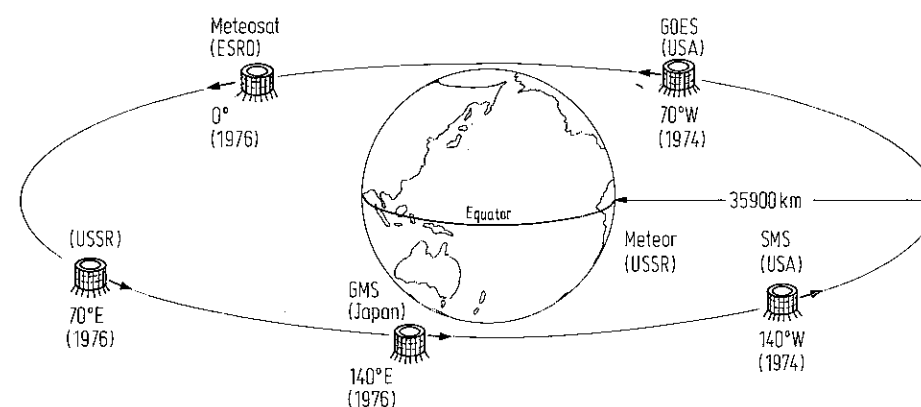 Meteosat
(ESRO)
0°
(1976)
GOES
(USA)
70°W
(1974)
Equator
35900 km
(USSR)
70°E
(1976)
GMS
(Japan)
140°E
(1976)
Meteor
(USSR)
SMS
(USA)
140°W
(1974)